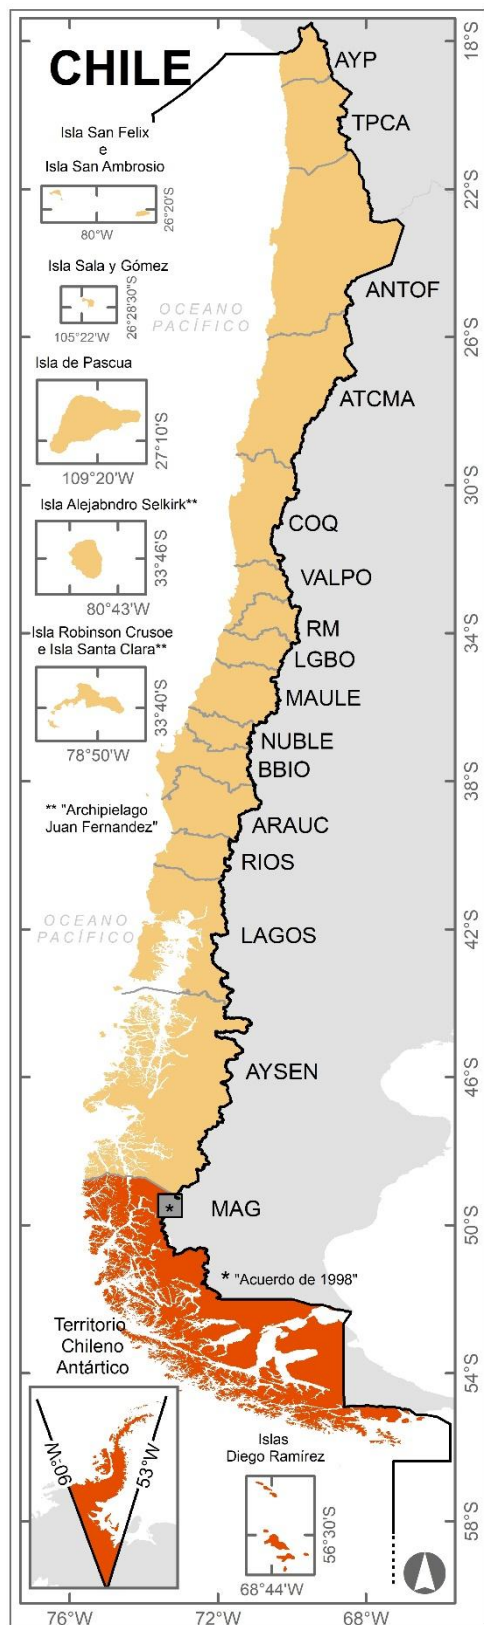 CHILE
18°S
AYP
Isla San Felix
e
Isla San Ambrosio
TPCA
26°20'S
80°W
22°S
Isla Sala y Gómez
26°28'30"S
105°22'W
OCEANO
PACÍFICO
ANTOF
26°S
Isla de Pascua
27°10'S
109°20'W
ATCMA
30°S
Isla Alejabndro Selkirk**
33°46'S
80°43'W
COQ
VALPO
Isla Robinson Crusoe
e Isla Santa Clara**
33°40'S
78°50'W
RM
34°S
LGBO
MAULE
NUBLE
BBIO
38°S
** "Archipielago
Juan Fernandez"
ARAUC
RIOS
OCEANO
PACÍFICO
LAGOS
42°S
AYSEN
46°S
*
MAG
50°S
* "Acuerdo de 1998"
Territorio
Chileno
Antártico
54°S
90°W
53°W
Islas
Diego Ramírez
56°30'S
68°44'W
58°S
76°W
72°W
68°W